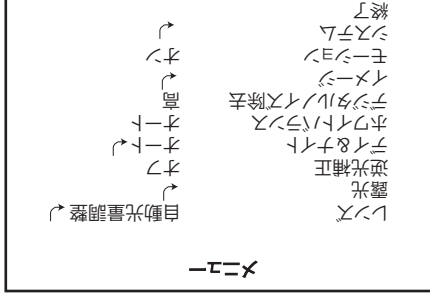 メニュー
レンズ 自動光量調整 ⤶
露光 ⤶
逆光補正 オフ
デイ&ナイト オート ⤶
ホワイトバランス オート
デジタルノイズ除去 高
イメージ ⤶
モーション オン
システム ⤶
終了